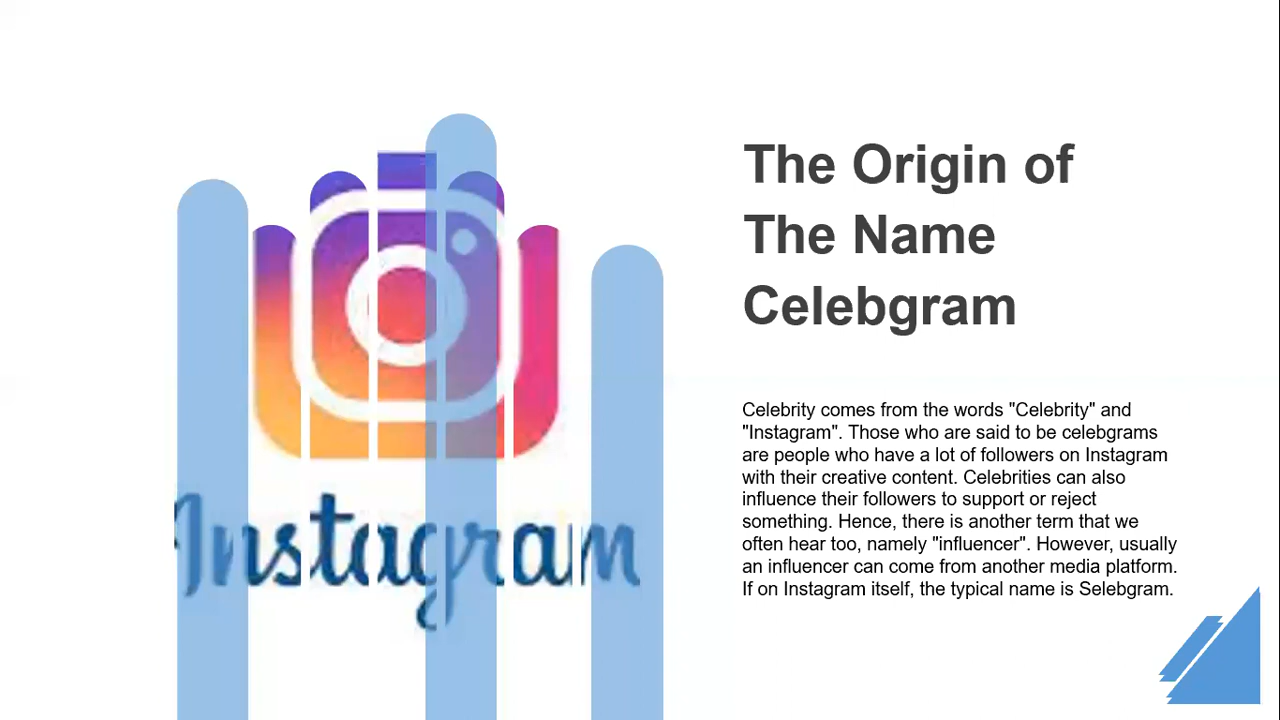 Instagram
The Origin of
The Name
Celebgram
Celebrity comes from the words "Celebrity" and
"Instagram". Those who are said to be celebgrams
are people who have a lot of followers on Instagram
with their creative content. Celebrities can also
influence their followers to support or reject
something. Hence, there is another term that we
often hear too, namely "influencer". However, usually
an influencer can come from another media platform.
If on Instagram itself, the typical name is Selebgram.